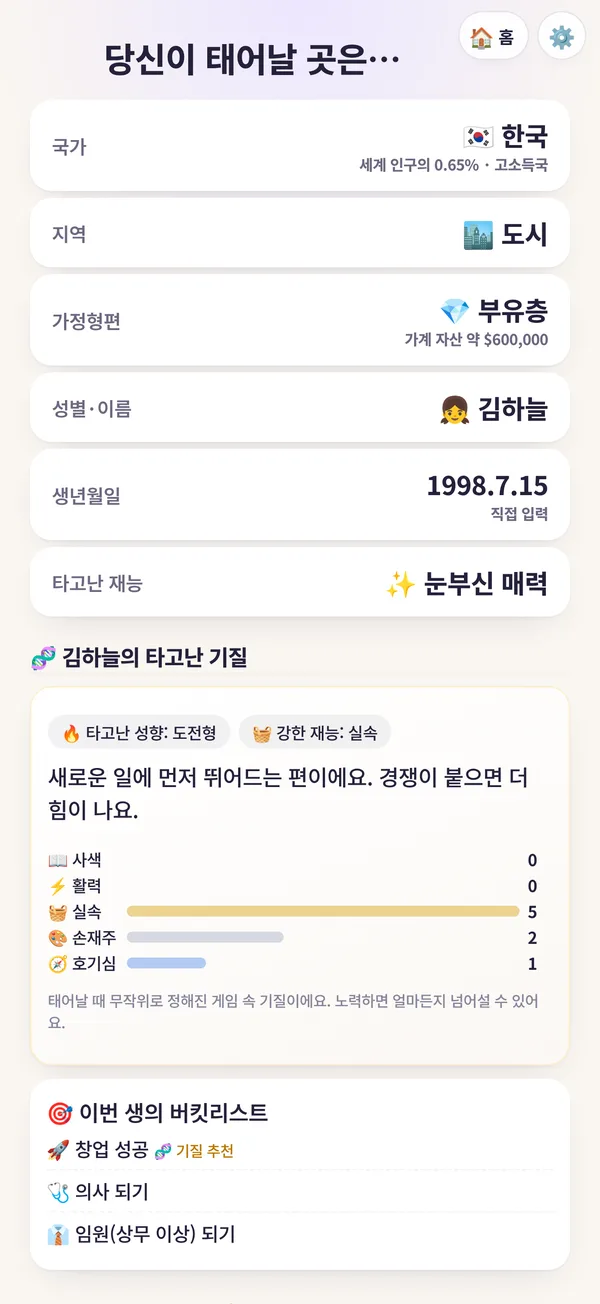 홈
당신이 태어날 곳은…
국가
🇰🇷 한국
세계 인구의 0.65% · 고소득국
지역
🏙️ 도시
가정형편
💎 부유층
가계 자산 약 $600,000
성별·이름
👧 김하늘
생년월일
1998.7.15
직접 입력
타고난 재능
✨ 눈부신 매력
🧬 김하늘의 타고난 기질
🔥 타고난 성향: 도전형
🧺 강한 재능: 실속
새로운 일에 먼저 뛰어드는 편이에요. 경쟁이 붙으면 더
힘이 나요.
📖 사색 0
⚡ 활력 0
🧺 실속 5
🎨 손재주 2
🧭 호기심 1
태어날 때 무작위로 정해진 게임 속 기질이에요. 노력하면 얼마든지 넘어설 수 있어
요.
🎯 이번 생의 버킷리스트
🚀 창업 성공 🧬 기질 추천
🩺 의사 되기
👔 임원(상무 이상) 되기